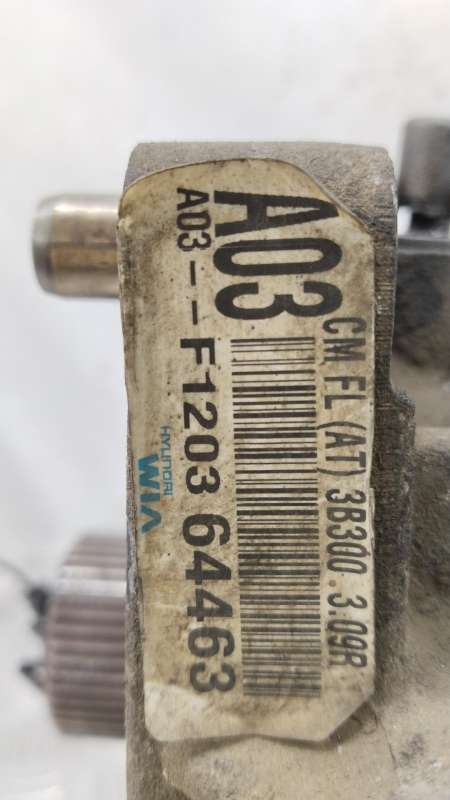 A03
CM FL (AT) 3B300 3.09R
A03--F1203 64463
HYUNDAI
WIA